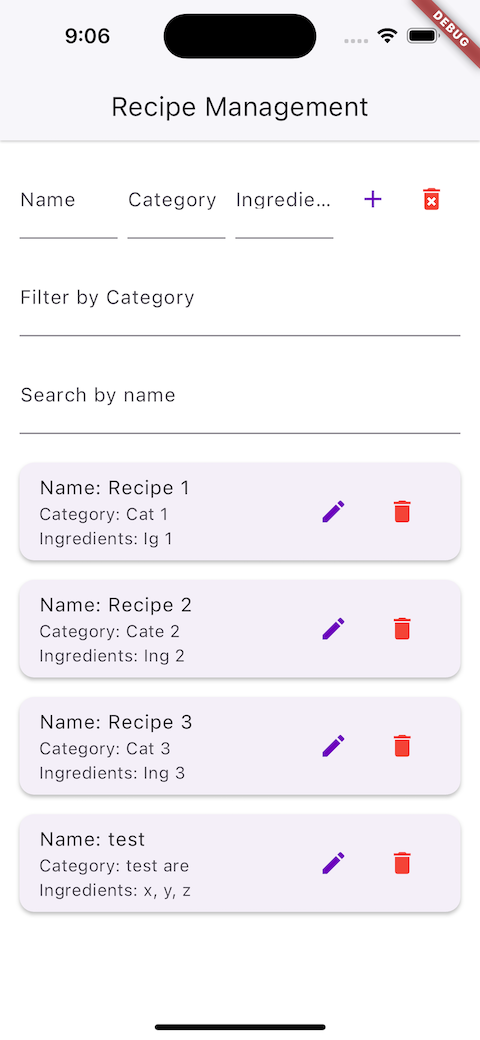 9:06
DEBUG
Recipe Management
Name Category Ingredie...
Filter by Category
Search by name
Name: Recipe 1
Category: Cat 1
Ingredients: Ig 1
Name: Recipe 2
Category: Cate 2
Ingredients: Ing 2
Name: Recipe 3
Category: Cat 3
Ingredients: Ing 3
Name: test
Category: test are
Ingredients: x, y, z